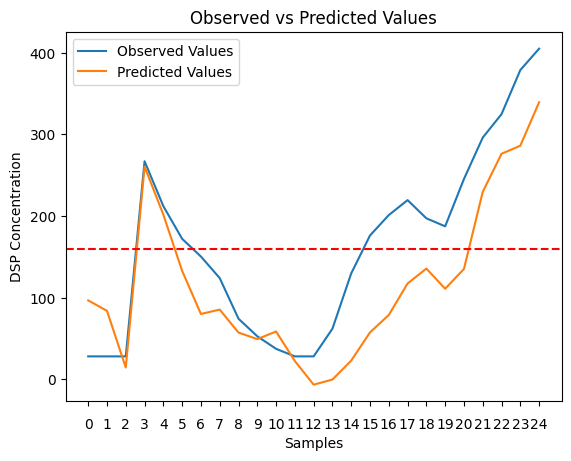 Observed vs Predicted Values
Observed Values
Predicted Values
400
300
200
100
0
DSP Concentration
0 1 2 3 4 5 6 7 8 9 10 11 12 13 14 15 16 17 18 19 20 21 22 23 24
Samples